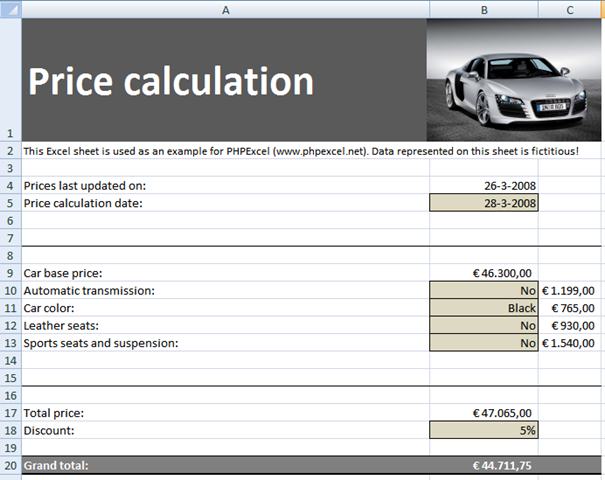 A B C
1 Price calculation
2 This Excel sheet is used as an example for PHPExcel (www.phpexcel.net). Data represented on this sheet is fictitious!
3
4 Prices last updated on: 26-3-2008
5 Price calculation date: 28-3-2008
6
7
8
9 Car base price: € 46.300,00
10 Automatic transmission: No € 1.199,00
11 Car color: Black € 765,00
12 Leather seats: No € 930,00
13 Sports seats and suspension: No € 1.540,00
14
15
16
17 Total price: € 47.065,00
18 Discount: 5%
19
20 Grand total: € 44.711,75